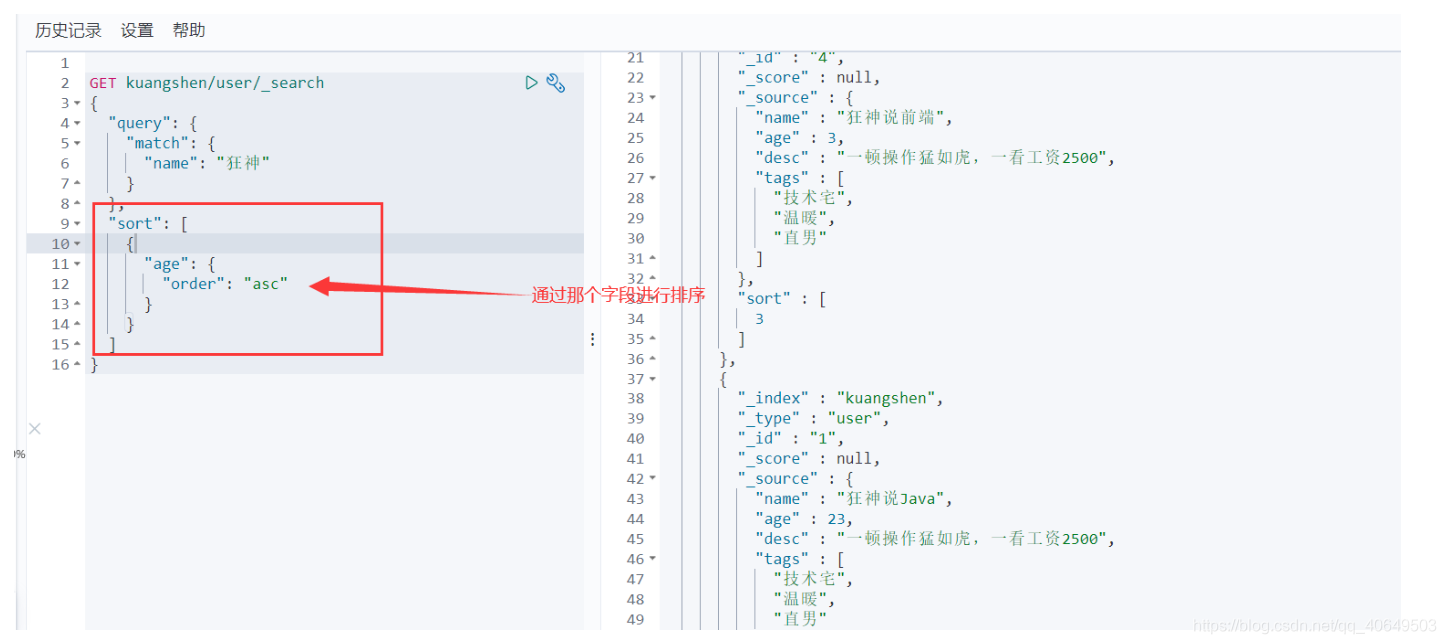 历史记录 设置 帮助
1
2 GET kuangshen/user/_search
3 {
4 "query": {
5 "match": {
6 "name": "狂神"
7 }
8 },
9 "sort": [
10 {
11 "age": {
12 "order": "asc"
13 }
14 }
15 ]
16 }
通过那个字段进行排序
21 "_id" : "4",
22 "_score" : null,
23 "_source" : {
24 "name" : "狂神说前端",
25 "age" : 3,
26 "desc" : "一顿操作猛如虎，一看工资2500",
27 "tags" : [
28 "技术宅",
29 "温暖",
30 "直男"
31 ]
32 },
33 "sort" : [
34 3
35 ]
36 },
37 {
38 "_index" : "kuangshen",
39 "_type" : "user",
40 "_id" : "1",
41 "_score" : null,
42 "_source" : {
43 "name" : "狂神说Java",
44 "age" : 23,
45 "desc" : "一顿操作猛如虎，一看工资2500",
46 "tags" : [
47 "技术宅",
48 "温暖",
49 "直男"
https://blog.csdn.net/qq_40649503